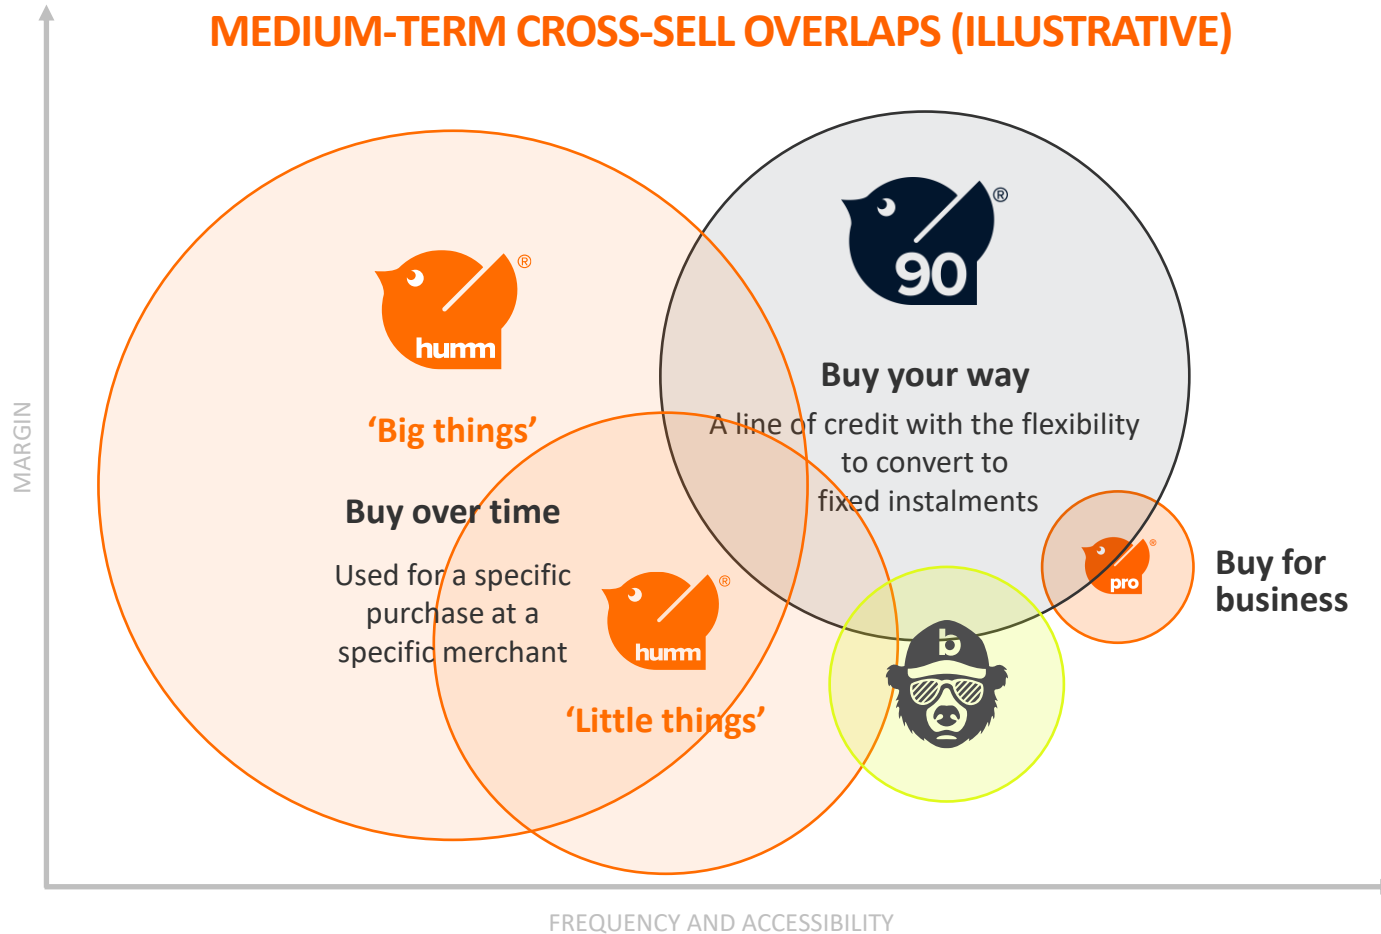 MEDIUM-TERM CROSS-SELL OVERLAPS (ILLUSTRATIVE)
MARGIN
®
humm
'Big things'
Buy over time
Used for a specific
purchase at a
specific merchant
®
humm
'Little things'
®
90
Buy your way
A line of credit with the flexibility
to convert to
fixed instalments
b
®
pro
Buy for
business
FREQUENCY AND ACCESSIBILITY